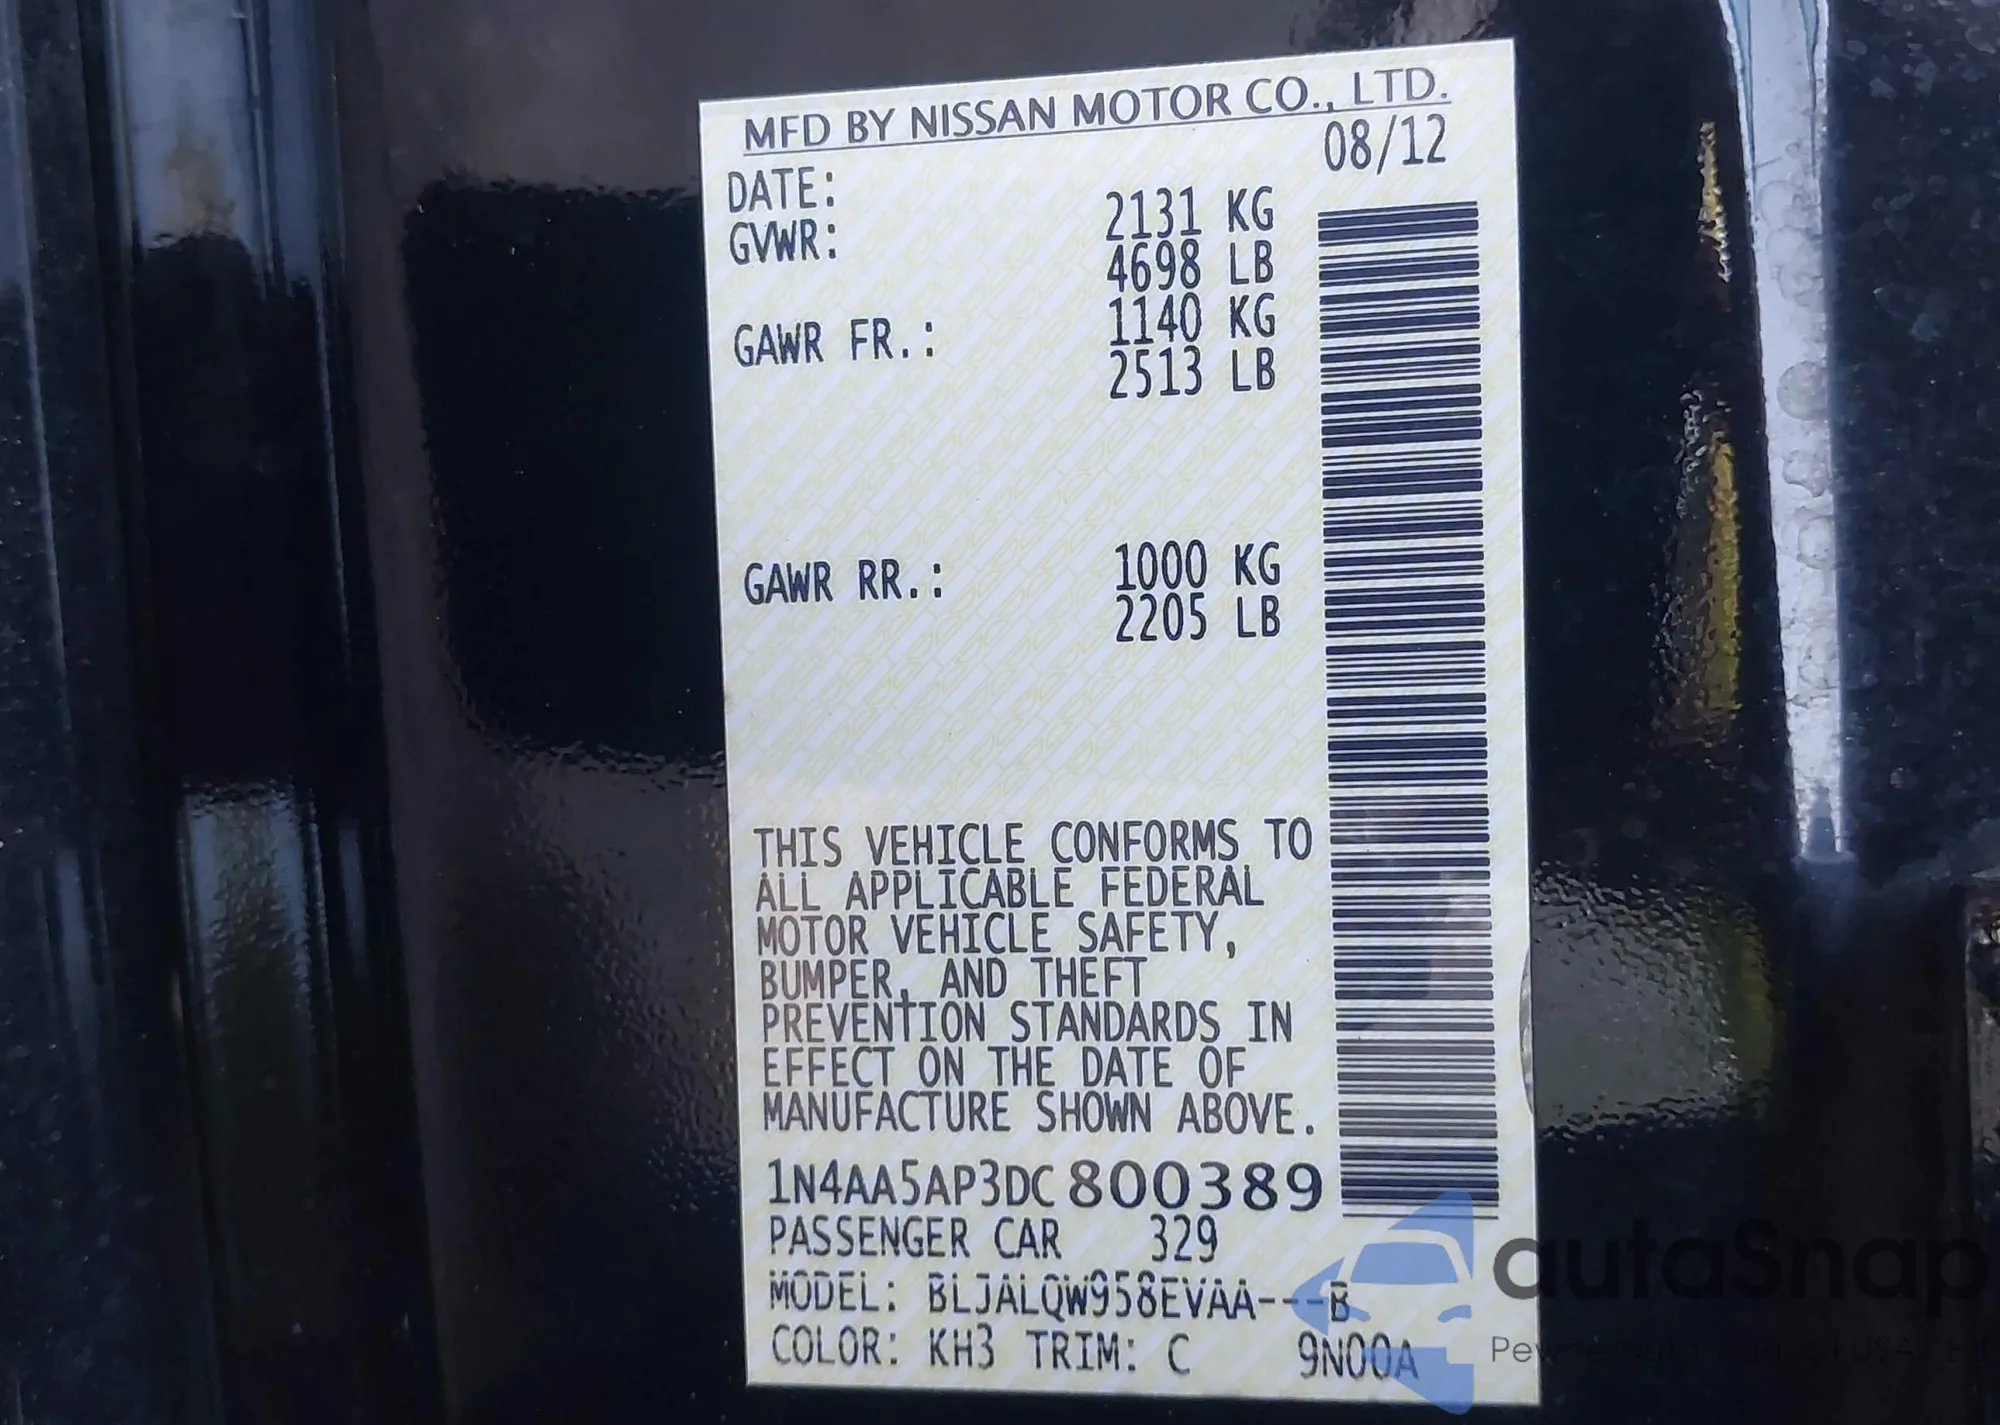 MFD BY NISSAN MOTOR CO., LTD.
DATE: 08/12
GVWR: 2131 KG
4698 LB
GAWR FR.: 1140 KG
2513 LB
GAWR RR.: 1000 KG
2205 LB
THIS VEHICLE CONFORMS TO
ALL APPLICABLE FEDERAL
MOTOR VEHICLE SAFETY,
BUMPER, AND THEFT
PREVENTION STANDARDS IN
EFFECT ON THE DATE OF
MANUFACTURE SHOWN ABOVE.
1N4AA5AP3DC800389
PASSENGER CAR 329
MODEL: BLJALQW958EVAA---B
COLOR: KH3 TRIM: C 9N00A
autaSnap
USA